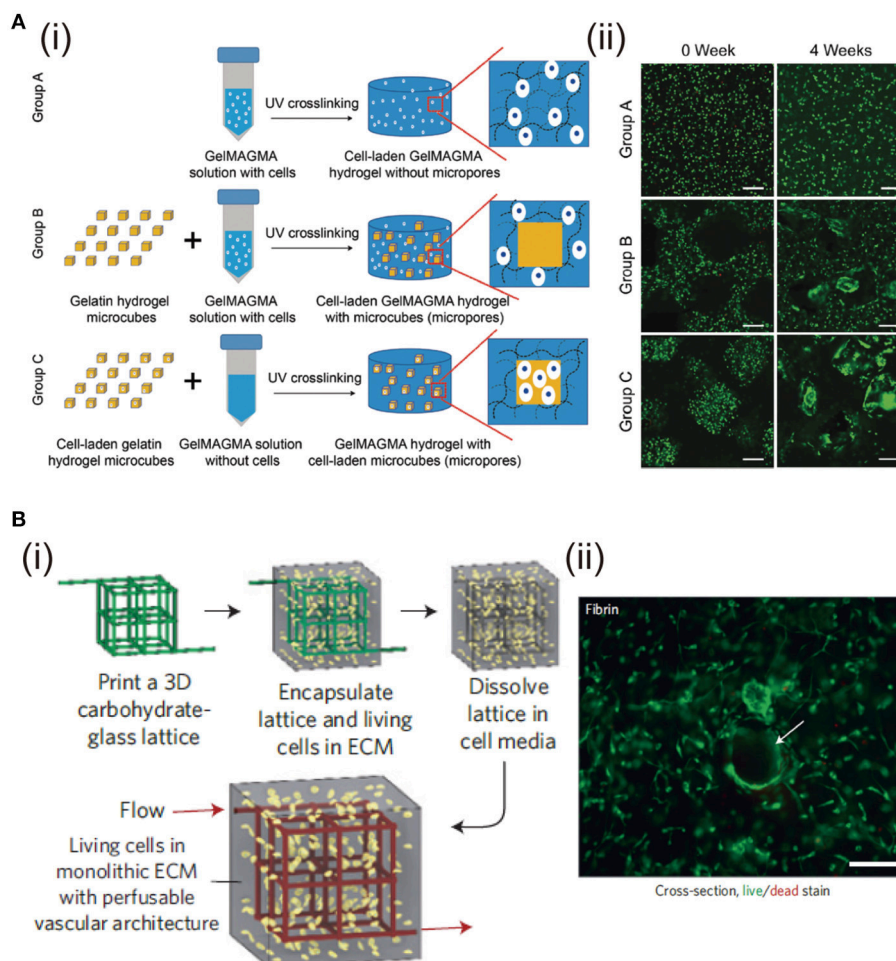 A
(i)
Group A
UV crosslinking
GelMAGMA
solution with cells
Cell-laden GelMAGMA
hydrogel without micropores
Group B
+
UV crosslinking
Gelatin hydrogel
microcubes
GelMAGMA
solution with cells
Cell-laden GelMAGMA hydrogel
with microcubes (micropores)
Group C
+
UV crosslinking
Cell-laden gelatin
hydrogel microcubes
GelMAGMA solution
without cells
GelMAGMA hydrogel with
cell-laden microcubes (micropores)
(ii)
0 Week
4 Weeks
Group A
Group B
Group C
B
(i)
Print a 3D
carbohydrate-
glass lattice
Encapsulate
lattice and living
cells in ECM
Dissolve
lattice in
cell media
Flow
Living cells in
monolithic ECM
with perfusable
vascular architecture
(ii)
Fibrin
Cross-section, live/dead stain